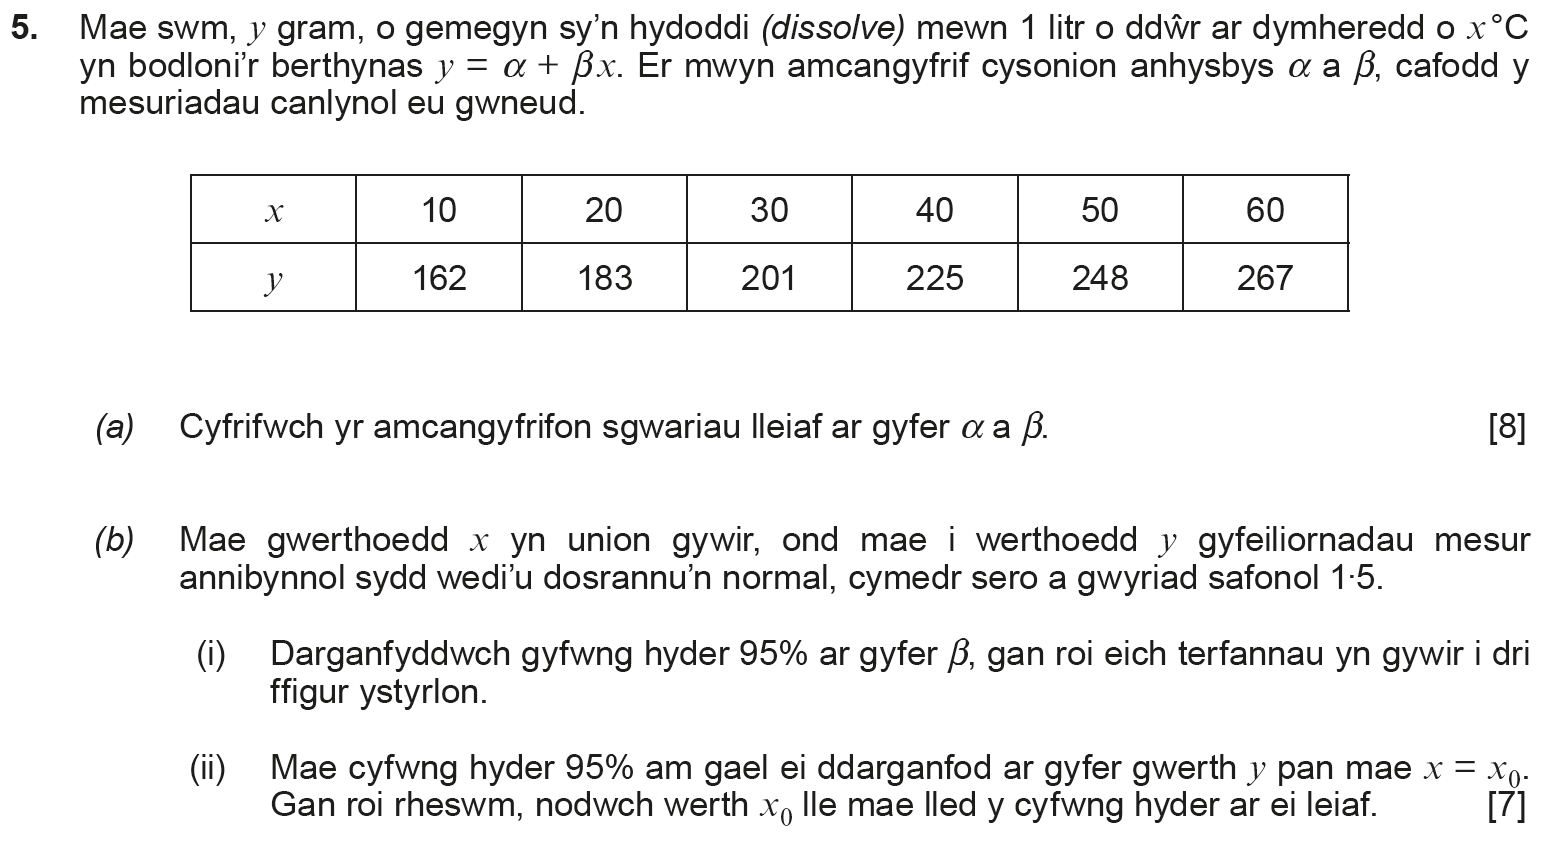 5. Mae swm, y gram, o gemegyn sy'n hydoddi (dissolve) mewn 1 litr o ddŵr ar dymheredd o x °C
yn bodloni'r berthynas y = α + βx. Er mwyn amcangyfrif cysonion anhysbys α a β, cafodd y
mesuriadau canlynol eu gwneud.
x 10 20 30 40 50 60
y 162 183 201 225 248 267
(a) Cyfrifwch yr amcangyfrifon sgwariau lleiaf ar gyfer α a β. [8]
(b) Mae gwerthoedd x yn union gywir, ond mae i werthoedd y gyfeiliornadau mesur
annibynnol sydd wedi'u dosrannu'n normal, cymedr sero a gwyriad safonol 1·5.
(i) Darganfyddwch gyfwng hyder 95% ar gyfer β, gan roi eich terfannau yn gywir i dri
ffigur ystyrlon.
(ii) Mae cyfwng hyder 95% am gael ei ddarganfod ar gyfer gwerth y pan mae x = x₀.
Gan roi rheswm, nodwch werth x₀ lle mae lled y cyfwng hyder ar ei leiaf. [7]